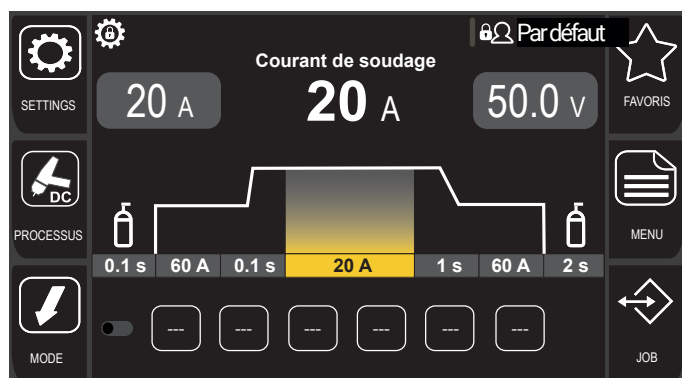 Par défaut
Courant de soudage
20 A
20 A
50.0 V
SETTINGS
FAVORIS
DC
PROCESSUS
MENU
0.1 s 60 A 0.1 s 20 A 1 s 60 A 2 s
--- --- --- --- --- ---
MODE
JOB